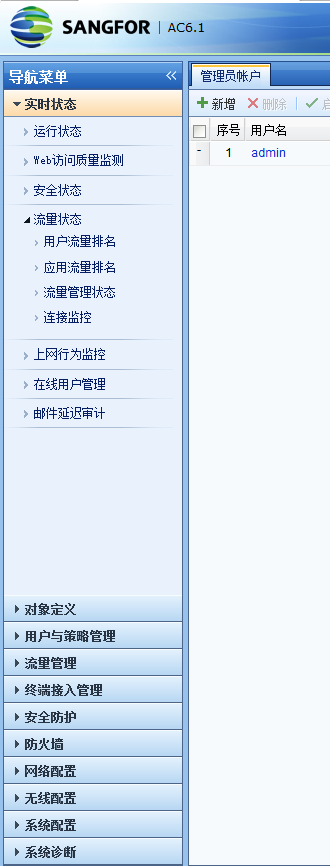 SANGFOR | AC6.1
导航菜单 «
管理员帐户
实时状态
新增 删除
序号 用户名
- 1 admin
运行状态
Web访问质量监测
安全状态
流量状态
用户流量排名
应用流量排名
流量管理状态
连接监控
上网行为监控
在线用户管理
邮件延迟审计
对象定义
用户与策略管理
流量管理
终端接入管理
安全防护
防火墙
网络配置
无线配置
系统配置
系统诊断